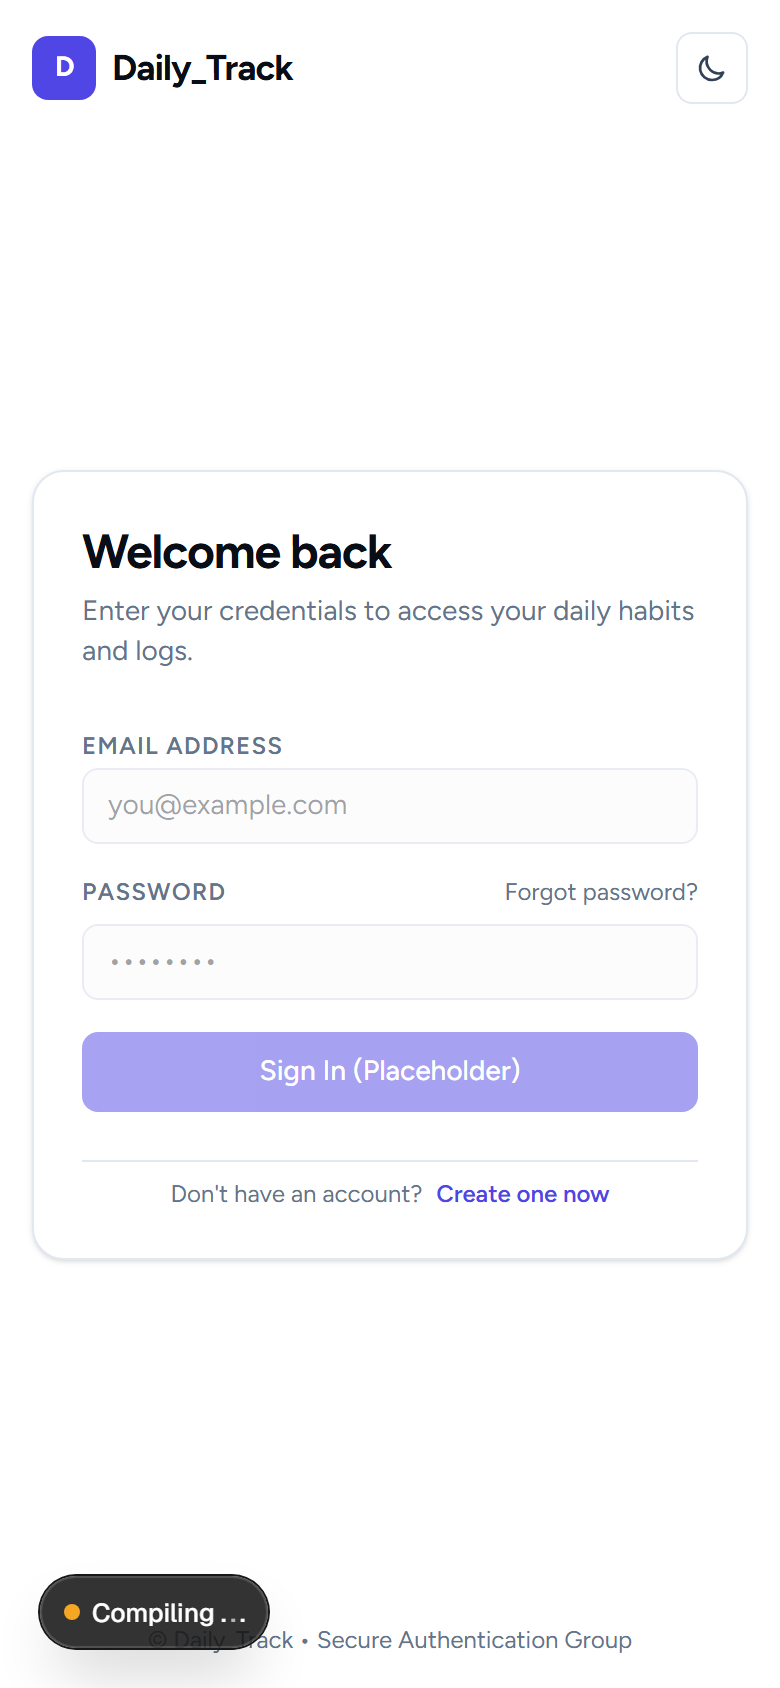 D
Daily_Track
Welcome back
Enter your credentials to access your daily habits
and logs.
EMAIL ADDRESS
you@example.com
PASSWORD
Forgot password?
••••••••
Sign In (Placeholder)
Don't have an account? Create one now
Compiling ...
© Daily_Track • Secure Authentication Group